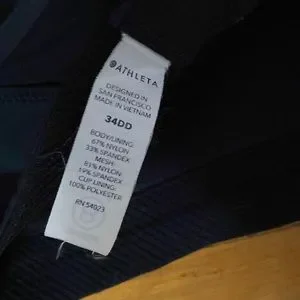 ATHLETA
DESIGNED IN
SAN FRANCISCO
MADE IN VIETNAM
34DD
BODY/LINING:
67% NYLON
33% SPANDEX
MESH:
81% NYLON
19% SPANDEX
CUP LINING:
100% POLYESTER
RN 54023